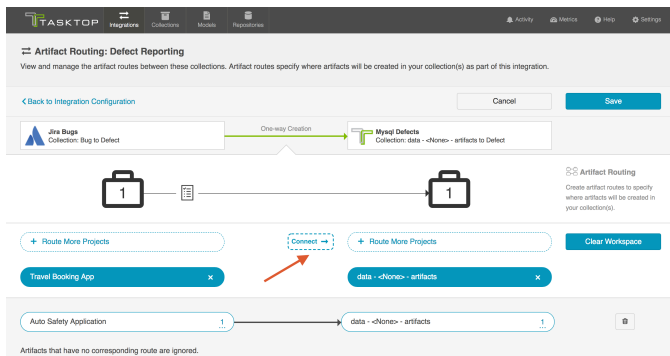 TASKTOP
Integrations
Collections
Models
Repositories
Activity
Metrics
Help
Settings
Artifact Routing: Defect Reporting
View and manage the artifact routes between these collections. Artifact routes specify where artifacts will be created in your collection(s) as part of this integration.
Back to Integration Configuration
Cancel
Save
Jira Bugs
Collection: Bug to Defect
One-way Creation
Mysql Defects
Collection: data - <None> - artifacts to Defect
1
1
Artifact Routing
Create artifact routes to specify
where artifacts will be created in
your collection(s).
+ Route More Projects
Connect →
+ Route More Projects
Clear Workspace
Travel Booking App ×
data - <None> - artifacts ×
Auto Safety Application 1
data - <None> - artifacts 1
Artifacts that have no corresponding route are ignored.